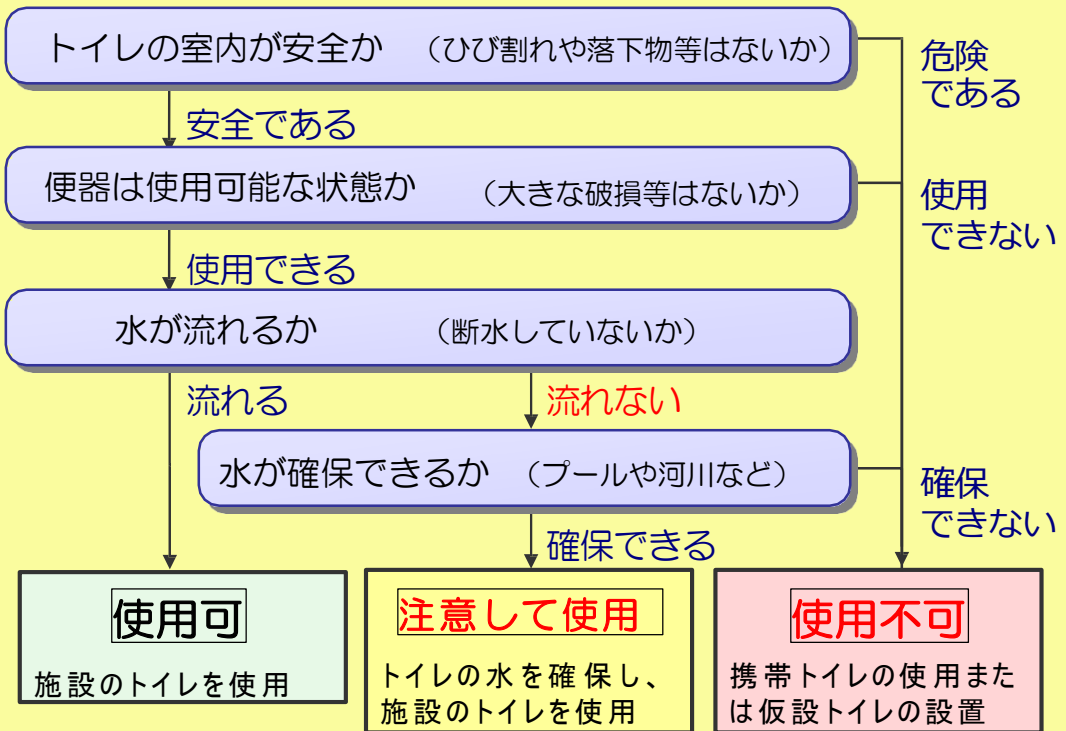 トイレの室内が安全か （ひび割れや落下物等はないか）
危険
である
安全である
便器は使用可能な状態か （大きな破損等はないか）
使用
できない
使用できる
水が流れるか （断水していないか）
流れる
流れない
水が確保できるか （プールや河川など）
確保
できない
確保できる
使用可
施設のトイレを使用
注意して使用
トイレの水を確保し、
施設のトイレを使用
使用不可
携帯トイレの使用また
は仮設トイレの設置